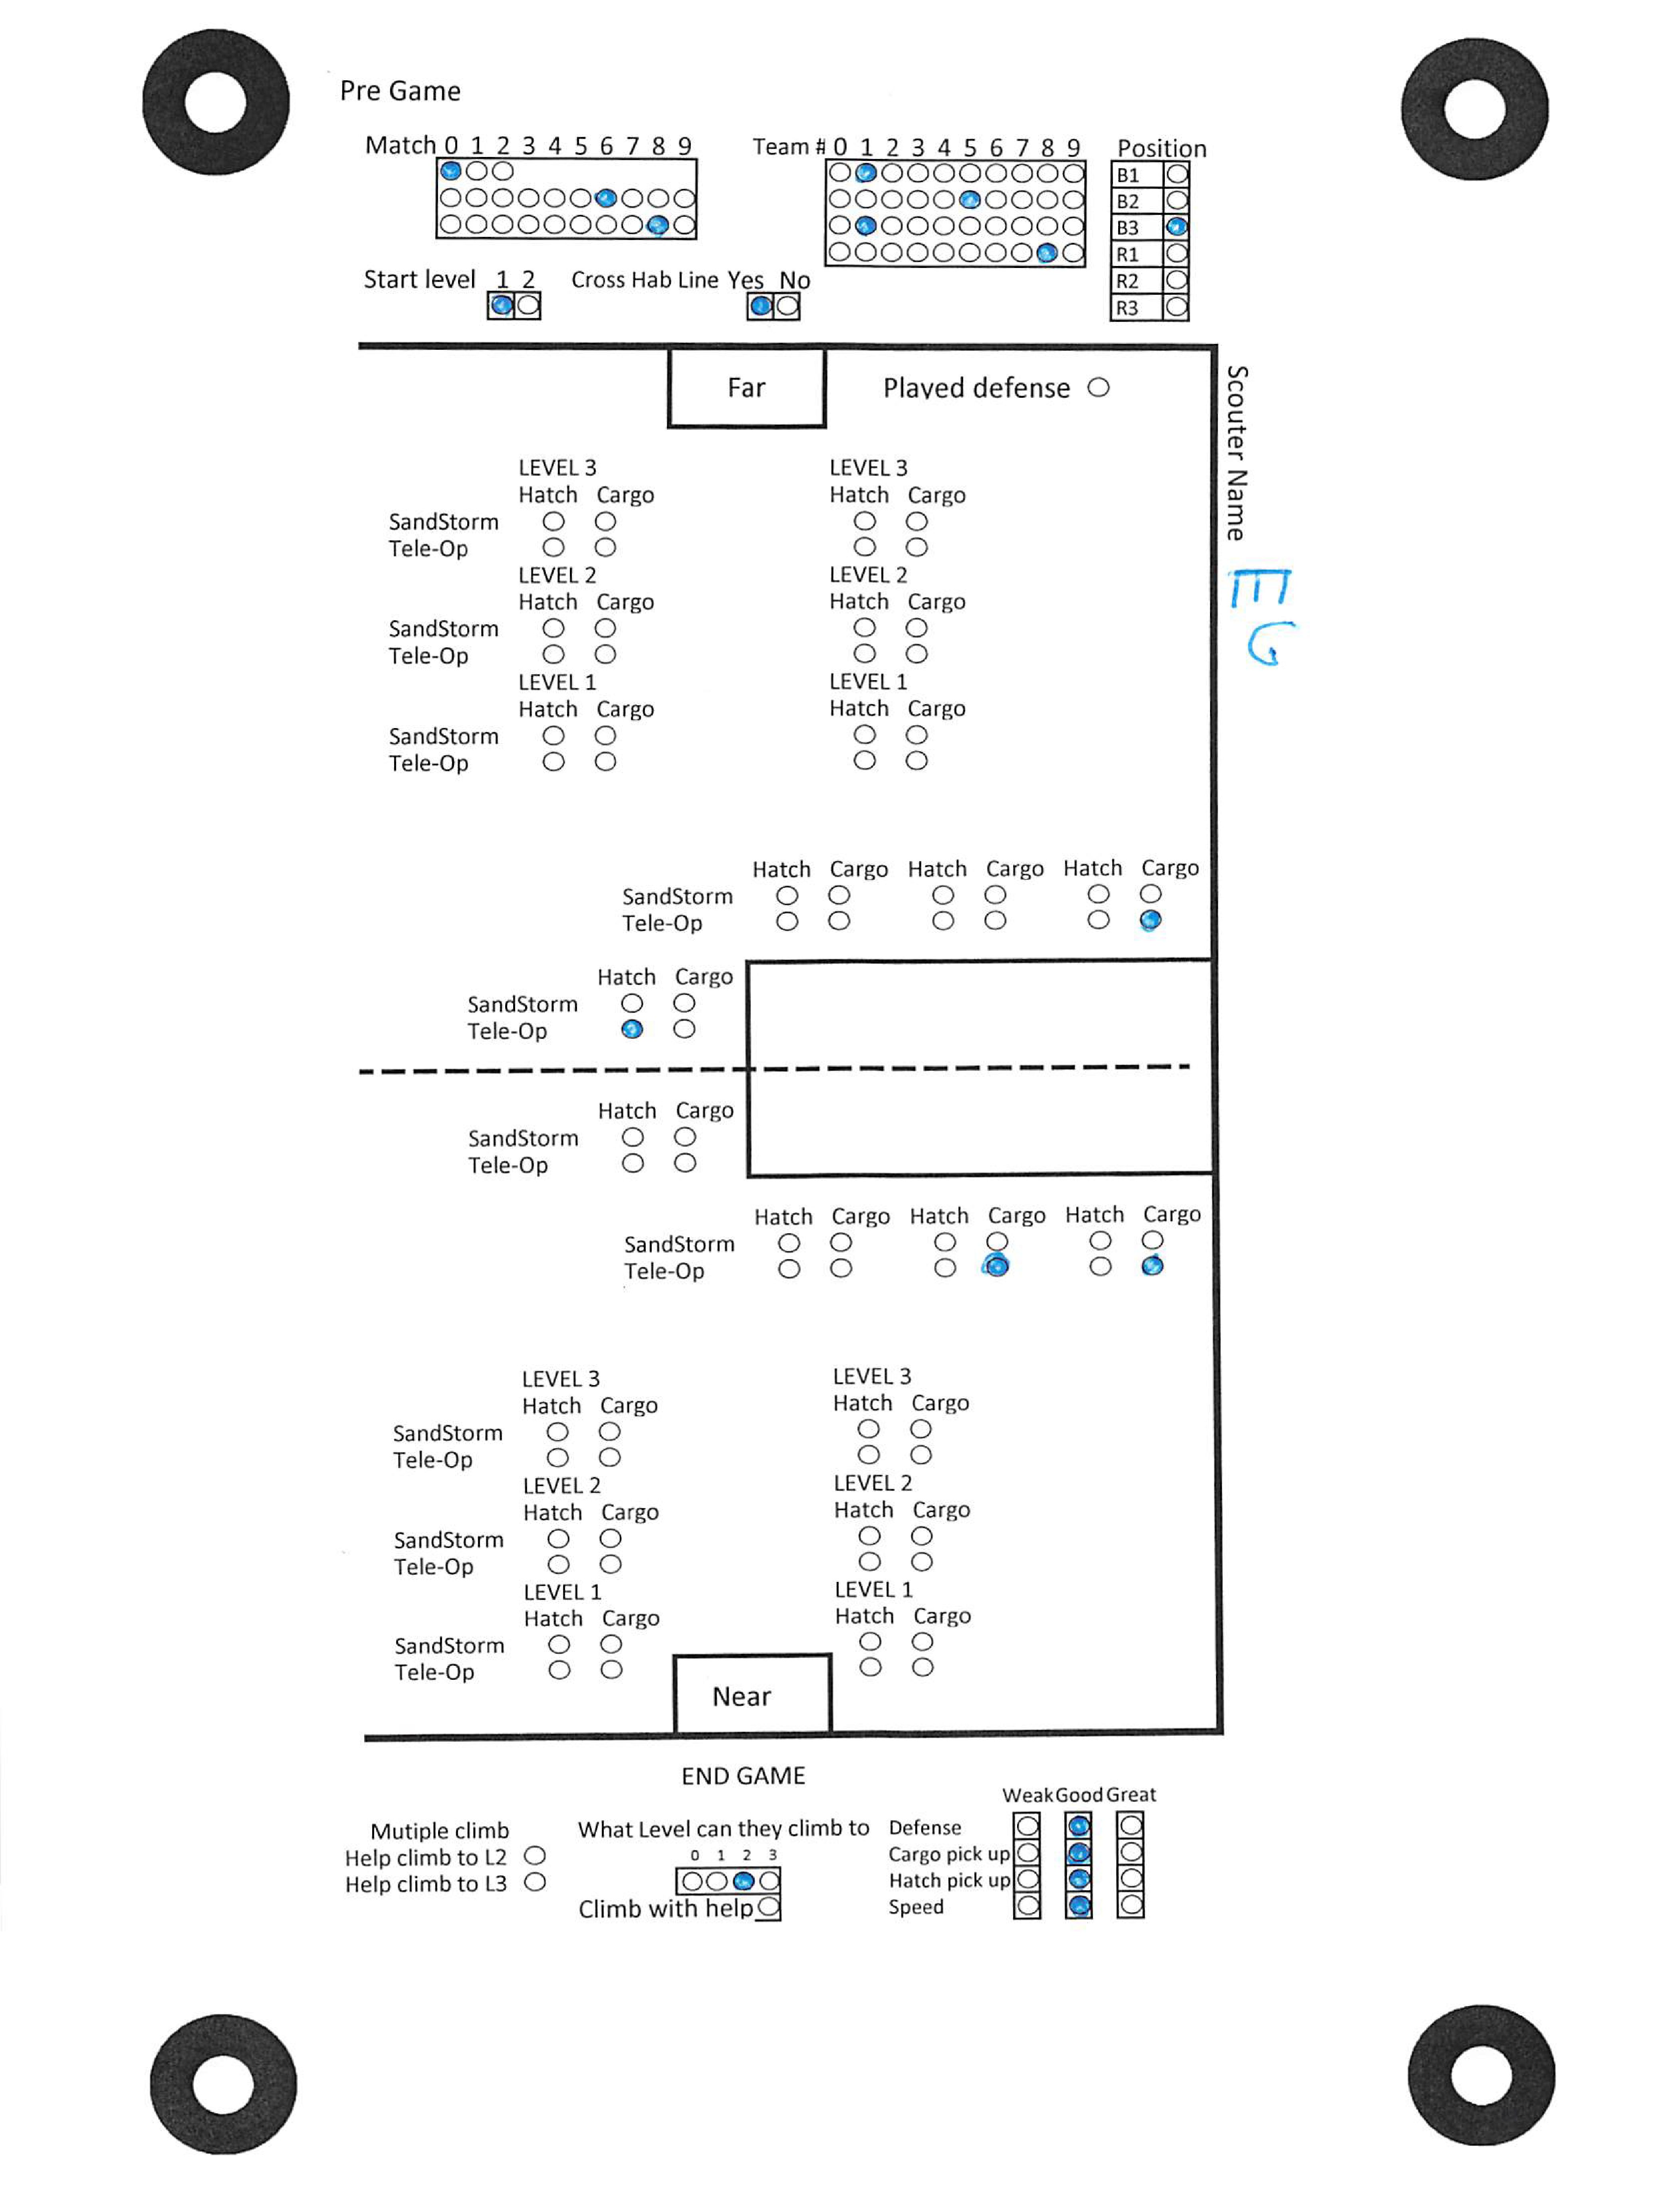 Pre Game
Match 0 1 2 3 4 5 6 7 8 9
Team # 0 1 2 3 4 5 6 7 8 9
Position
B1
B2
B3
R1
R2
R3
Start level 1 2
Cross Hab Line Yes No
Far
Played defense
Scouter Name E G
LEVEL 3 LEVEL 3
Hatch Cargo Hatch Cargo
SandStorm
Tele-Op
LEVEL 2 LEVEL 2
Hatch Cargo Hatch Cargo
SandStorm
Tele-Op
LEVEL 1 LEVEL 1
Hatch Cargo Hatch Cargo
SandStorm
Tele-Op
Hatch Cargo Hatch Cargo Hatch Cargo
SandStorm
Tele-Op
Hatch Cargo
SandStorm
Tele-Op
Hatch Cargo
SandStorm
Tele-Op
Hatch Cargo Hatch Cargo Hatch Cargo
SandStorm
Tele-Op
LEVEL 3 LEVEL 3
Hatch Cargo Hatch Cargo
SandStorm
Tele-Op
LEVEL 2 LEVEL 2
Hatch Cargo Hatch Cargo
SandStorm
Tele-Op
LEVEL 1 LEVEL 1
Hatch Cargo Hatch Cargo
SandStorm
Tele-Op
Near
END GAME
Mutiple climb
Help climb to L2
Help climb to L3
What Level can they climb to
0 1 2 3
Climb with help
Weak Good Great
Defense
Cargo pick up
Hatch pick up
Speed